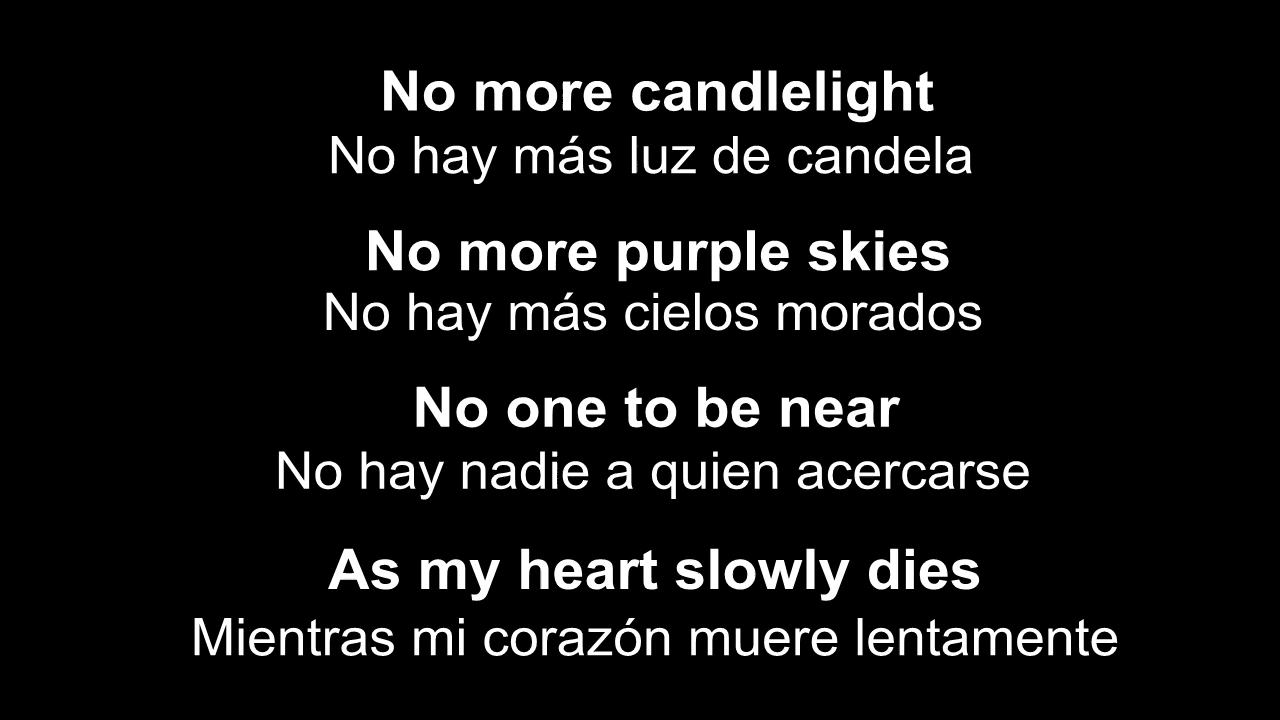 No more candlelight
No hay más luz de candela
No more purple skies
No hay más cielos morados
No one to be near
No hay nadie a quien acercarse
As my heart slowly dies
Mientras mi corazón muere lentamente